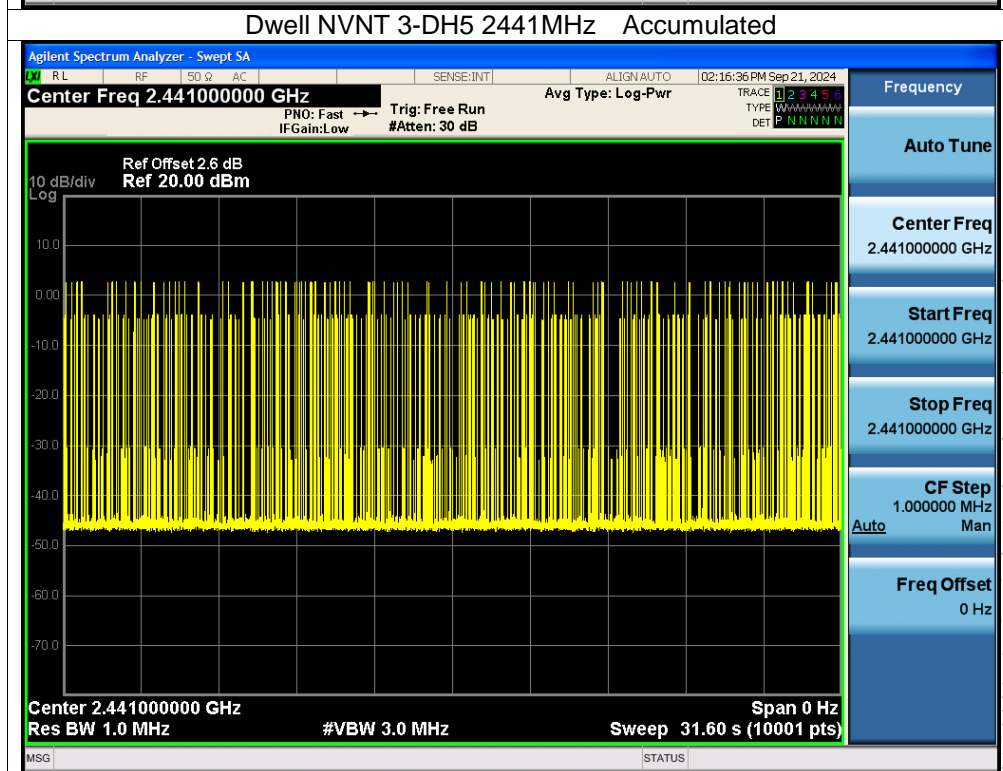 Dwell NVNT 3-DH5 2441MHz Accumulated
Agilent Spectrum Analyzer - Swept SA
LXI RL RF 50 Ω AC SENSE:INT ALIGN AUTO 02:16:36 PM Sep 21, 2024
Center Freq 2.441000000 GHz
PNO: Fast
IFGain:Low
Trig: Free Run
#Atten: 30 dB
Avg Type: Log-Pwr
TRACE 1 2 3 4 5 6
TYPE WWWWWW
DET P N N N N N
Frequency
Auto Tune
Center Freq
2.441000000 GHz
Start Freq
2.441000000 GHz
Stop Freq
2.441000000 GHz
CF Step
1.000000 MHz
Auto Man
Freq Offset
0 Hz
Ref Offset 2.6 dB
10 dB/div Ref 20.00 dBm
Log
10.0
0.00
-10.0
-20.0
-30.0
-40.0
-50.0
-60.0
-70.0
Center 2.441000000 GHz Span 0 Hz
Res BW 1.0 MHz #VBW 3.0 MHz Sweep 31.60 s (10001 pts)
MSG STATUS